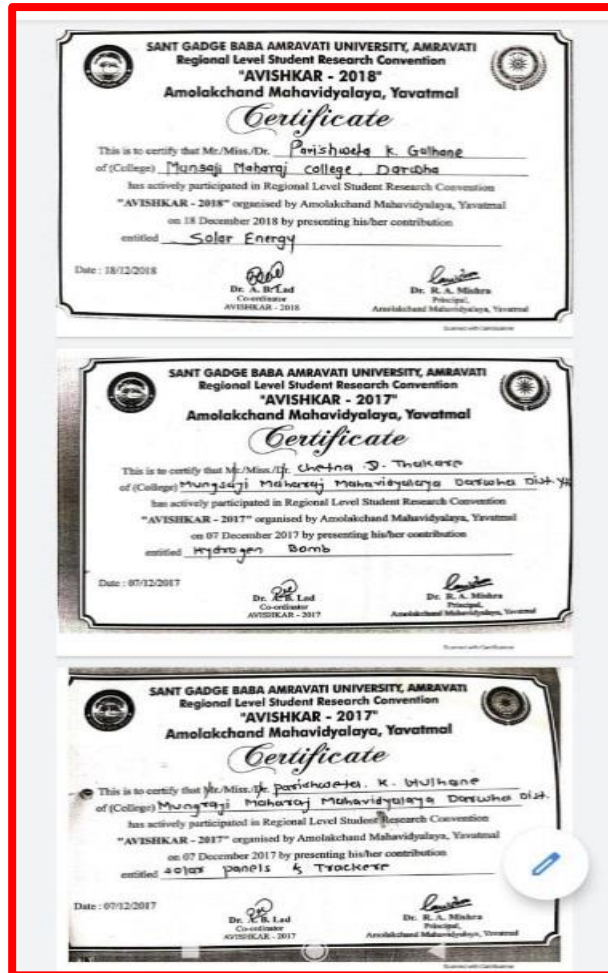 SANT GADGE BABA AMRAVATI UNIVERSITY, AMRAVATI
Regional Level Student Research Convention
"AVISHKAR - 2018"
Amolakchand Mahavidyalaya, Yavatmal
Certificate
This is to certify that Mr./Miss./Dr. Parishweta K. Galhane
of (College) Munsaji Maharaj College, Darwha
has actively participated in Regional Level Student Research Convention
"AVISHKAR - 2018" organised by Amolakchand Mahavidyalaya, Yavatmal
on 18 December 2018 by presenting his/her contribution
entitled Solar Energy
Date : 18/12/2018
Dr. A. B. Lad
Co-ordinator
AVISHKAR - 2018
Dr. R. A. Mishra
Principal,
Amolakchand Mahavidyalaya, Yavatmal
Scanned with CamScanner
SANT GADGE BABA AMRAVATI UNIVERSITY, AMRAVATI
Regional Level Student Research Convention
"AVISHKAR - 2017"
Amolakchand Mahavidyalaya, Yavatmal
Certificate
This is to certify that Mr./Miss./Dr. Chetna D. Thakare
of (College) Mungsaji Maharaj Mahavidyalaya Darwha Dist. Y
has actively participated in Regional Level Student Research Convention
"AVISHKAR - 2017" organised by Amolakchand Mahavidyalaya, Yavatmal
on 07 December 2017 by presenting his/her contribution
entitled Hydrogen Bomb
Date : 07/12/2017
Dr. A. B. Lad
Co-ordinator
AVISHKAR - 2017
Dr. R. A. Mishra
Principal,
Amolakchand Mahavidyalaya, Yavatmal
Scanned with CamScanner
SANT GADGE BABA AMRAVATI UNIVERSITY, AMRAVATI
Regional Level Student Research Convention
"AVISHKAR - 2017"
Amolakchand Mahavidyalaya, Yavatmal
Certificate
This is to certify that Mr./Miss./Dr. Parishweta. K.
of (College) Mungsaji Maharaj Mahavidyalaya Darwha Dist.
has actively participated in Regional Level Student Research Convention
"AVISHKAR - 2017" organised by Amolakchand Mahavidyalaya, Yavatmal
on 07 December 2017 by presenting his/her contribution
entitled solar panels & Trackers
Date : 07/12/2017
Dr. A. B. Lad
Co-ordinator
AVISHKAR - 2017
Dr. R. A. Mishra
Principal,
Amolakchand Mahavidyalaya, Yavatmal
Scanned with CamScanner